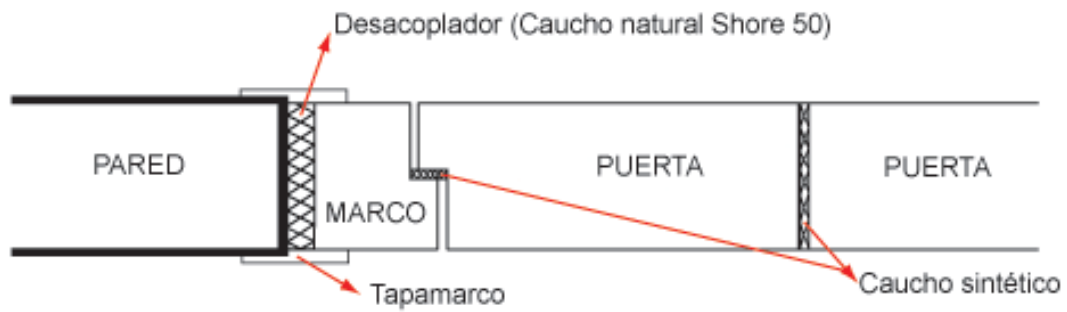 Desacoplador (Caucho natural Shore 50)
PARED
PUERTA
PUERTA
MARCO
Caucho sintético
Tapamarco